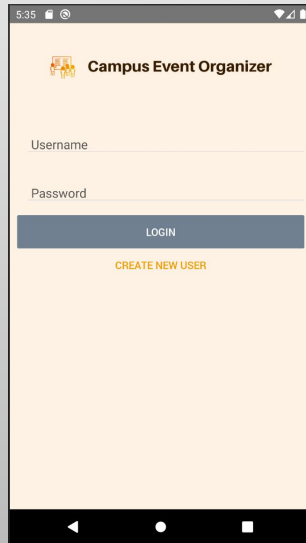 5:35
Campus Event Organizer
Username
Password
LOGIN
CREATE NEW USER